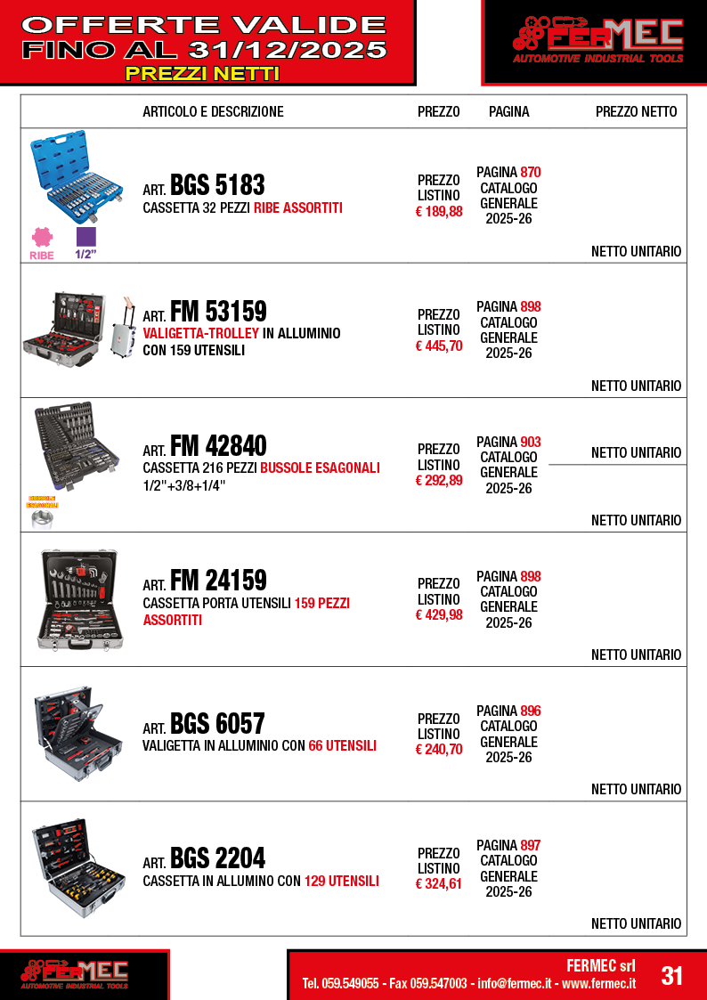 OFFERTE VALIDE
FINO AL 31/12/2025
PREZZI NETTI
FERMEC
AUTOMOTIVE INDUSTRIAL TOOLS
ARTICOLO E DESCRIZIONE PREZZO PAGINA PREZZO NETTO
ART. BGS 5183
CASSETTA 32 PEZZI RIBE ASSORTITI
RIBE 1/2”
PREZZO
LISTINO
€ 189,88
PAGINA 870
CATALOGO
GENERALE
2025-26
NETTO UNITARIO
ART. FM 53159
VALIGETTA-TROLLEY IN ALLUMINIO
CON 159 UTENSILI
PREZZO
LISTINO
€ 445,70
PAGINA 898
CATALOGO
GENERALE
2025-26
NETTO UNITARIO
ART. FM 42840
CASSETTA 216 PEZZI BUSSOLE ESAGONALI
1/2"+3/8+1/4"
BUSSOLE
ESAGONALI
PREZZO
LISTINO
€ 292,89
PAGINA 903
CATALOGO
GENERALE
2025-26
NETTO UNITARIO
NETTO UNITARIO
ART. FM 24159
CASSETTA PORTA UTENSILI 159 PEZZI
ASSORTITI
PREZZO
LISTINO
€ 429,98
PAGINA 898
CATALOGO
GENERALE
2025-26
NETTO UNITARIO
ART. BGS 6057
VALIGETTA IN ALLUMINIO CON 66 UTENSILI
PREZZO
LISTINO
€ 240,70
PAGINA 896
CATALOGO
GENERALE
2025-26
NETTO UNITARIO
ART. BGS 2204
CASSETTA IN ALLUMINO CON 129 UTENSILI
PREZZO
LISTINO
€ 324,61
PAGINA 897
CATALOGO
GENERALE
2025-26
NETTO UNITARIO
FERMEC
AUTOMOTIVE INDUSTRIAL TOOLS
FERMEC srl
Tel. 059.549055 - Fax 059.547003 - info@fermec.it - www.fermec.it
31